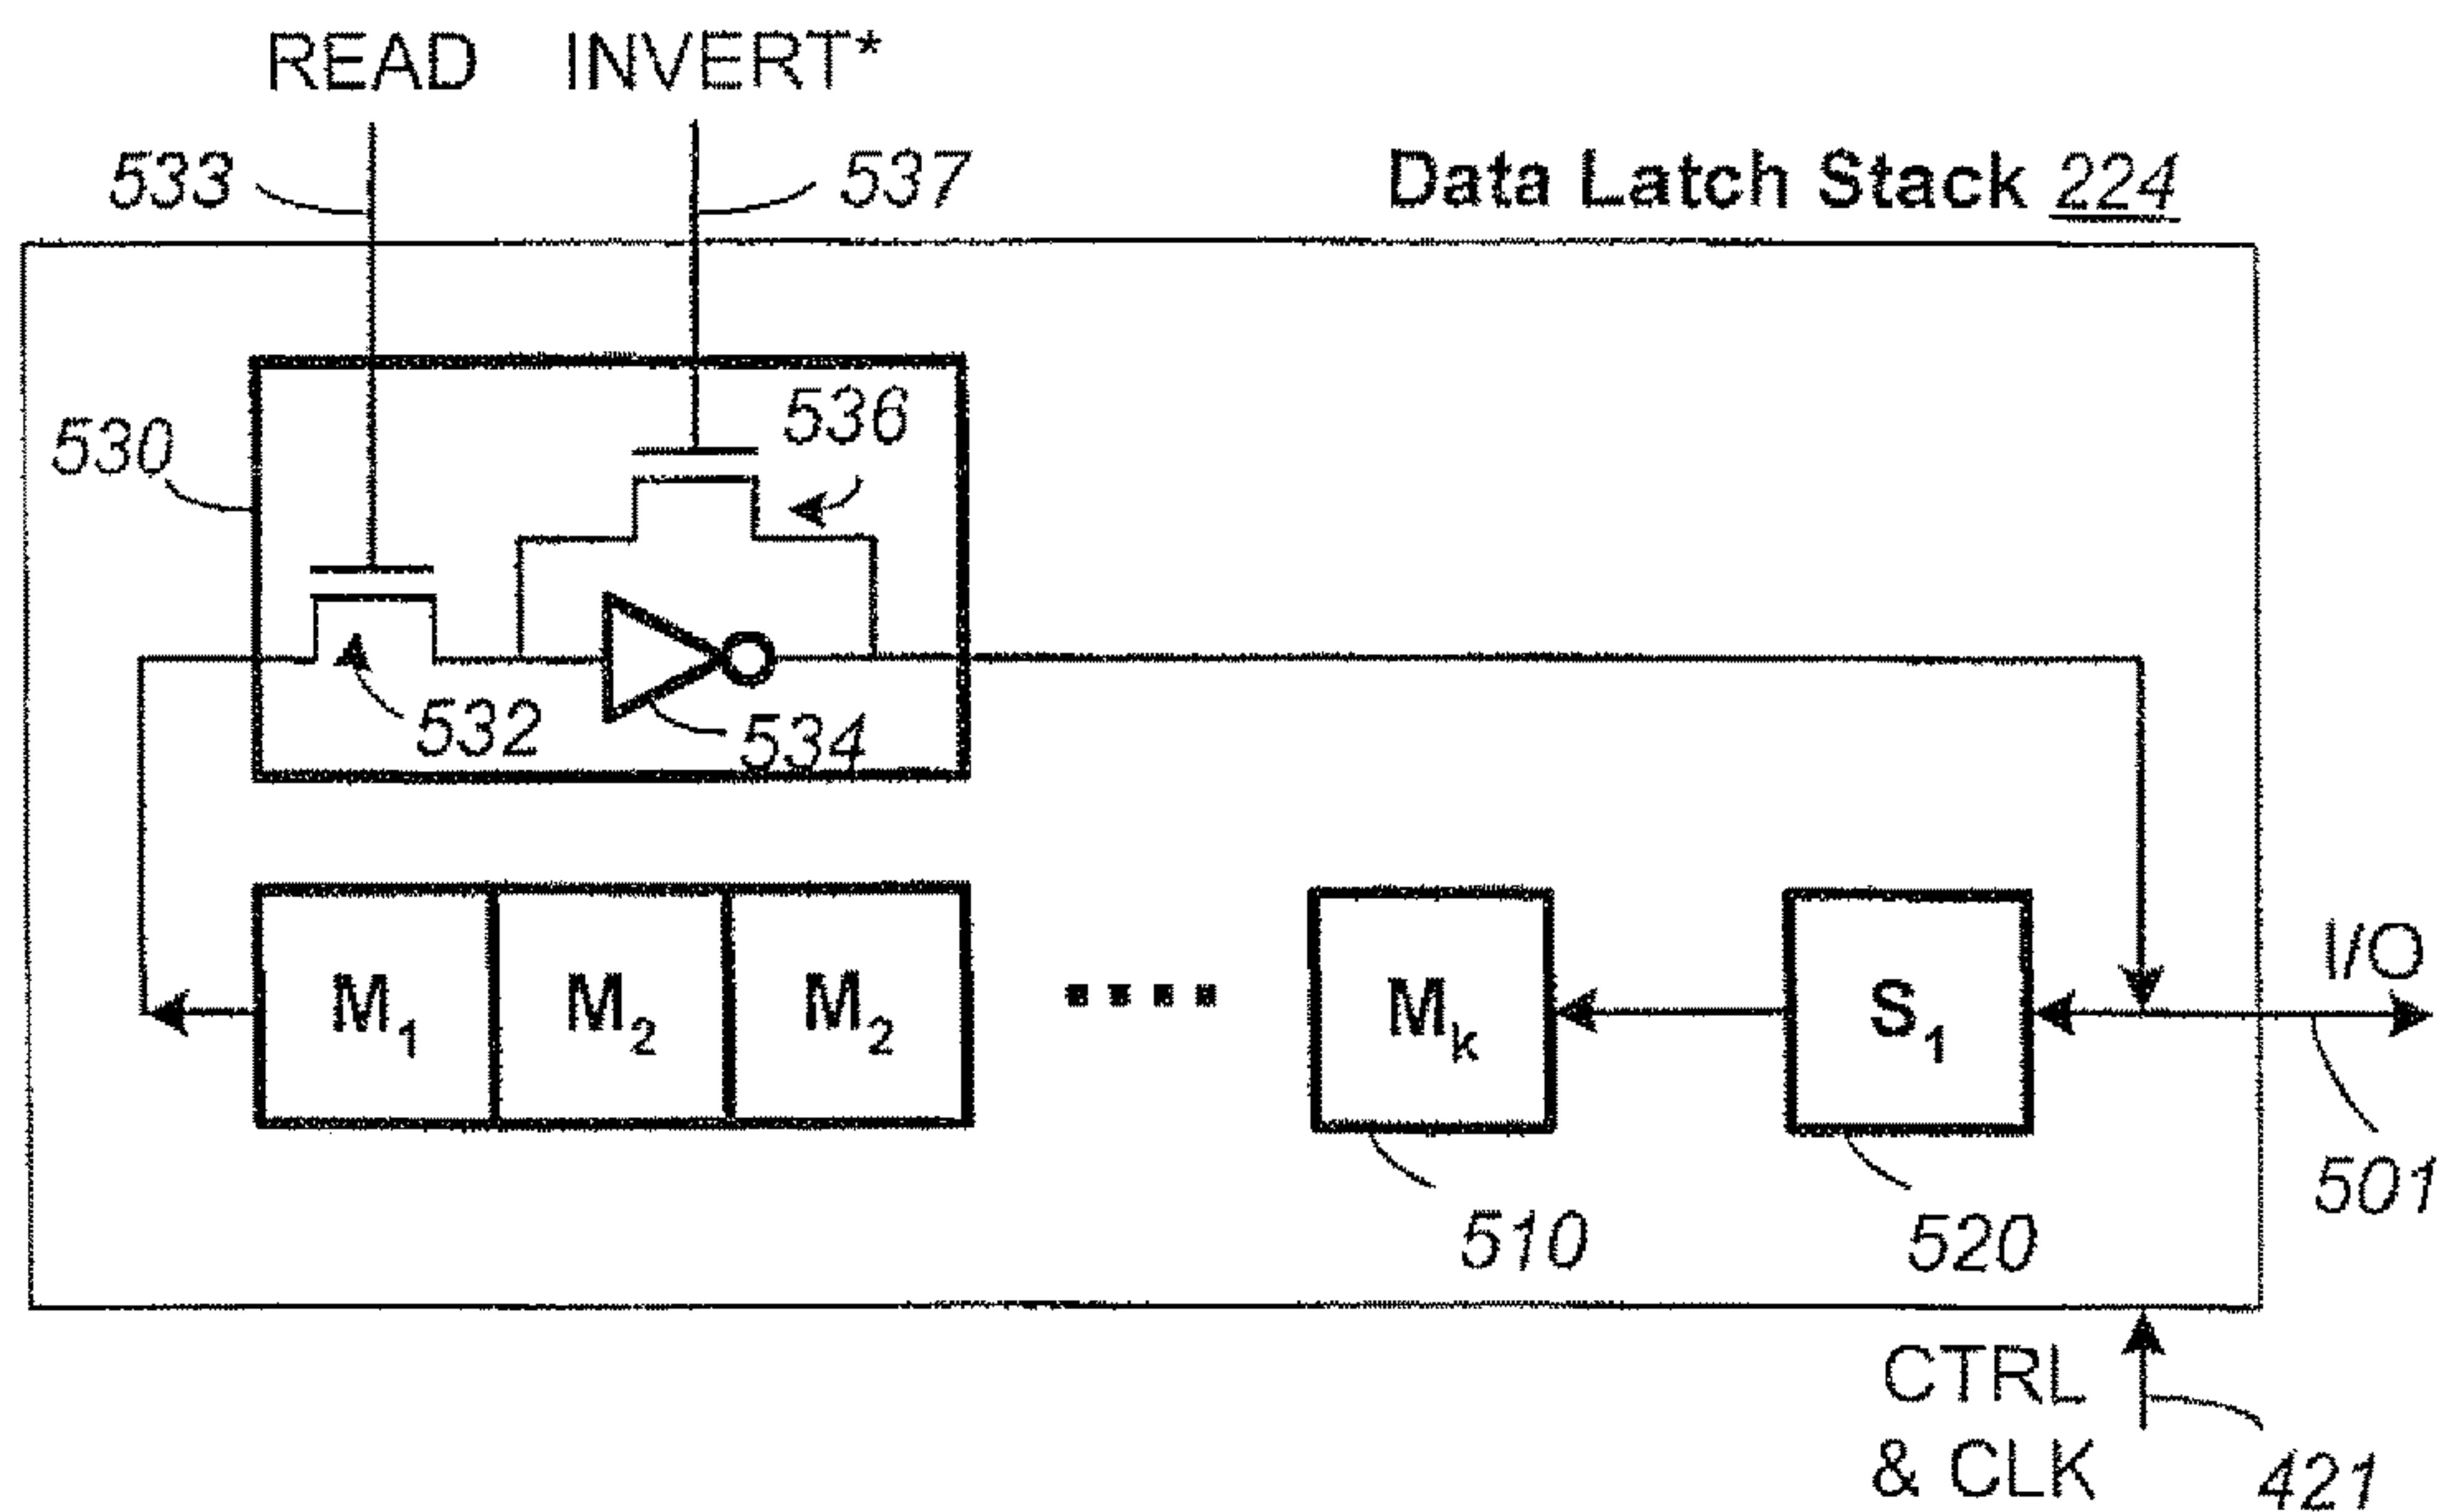 READ INVERT*
533 537
Data Latch Stack 224
530
536
532
534
M1 M2 M2 Mk S1
I/O
501
510 520
CTRL
& CLK
421